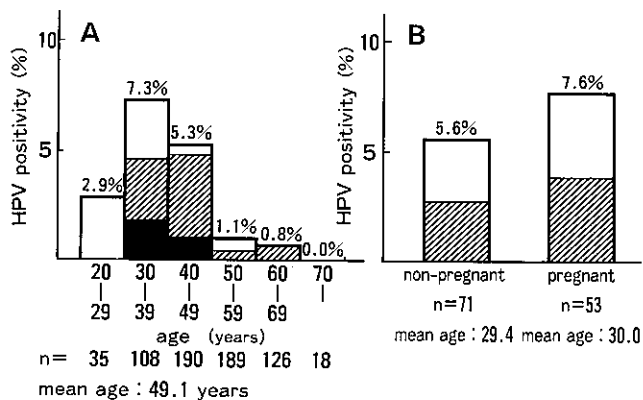 A
HPV positivity (%)
10
5
2.9%
7.3%
5.3%
1.1%
0.8%
0.0%
20 30 40 50 60 70
29 39 49 59 69
age (years)
n= 35 108 190 189 126 18
mean age : 49.1 years
B
HPV positivity (%)
10
5
5.6%
7.6%
non-pregnant pregnant
n=71 n=53
mean age : 29.4 mean age : 30.0